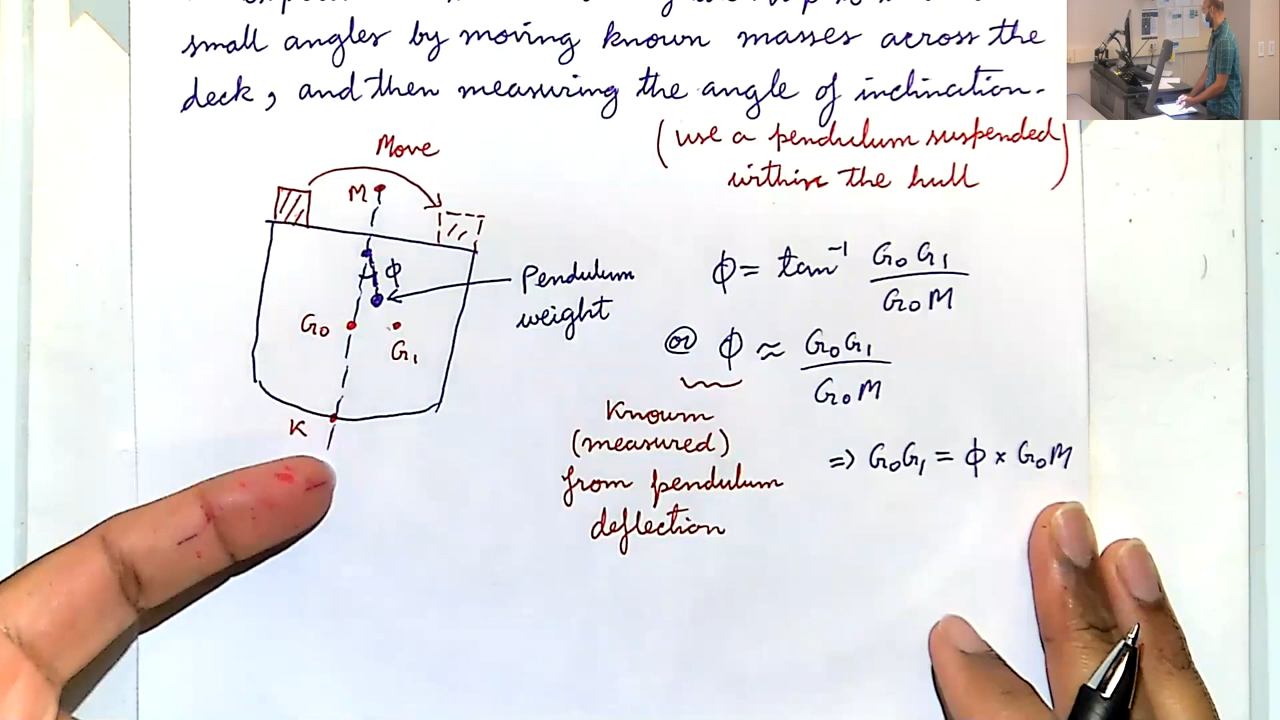 small angles by moving known masses across the
deck, and then measuring the angle of inclination.
(use a pendulum suspended
within the hull)
Move
M
ϕ
Pendulum
weight
G₀
G₁
K
ϕ = tan⁻¹ G₀G₁ / G₀M
or ϕ ≈ G₀G₁ / G₀M
Known
(measured)
from pendulum
deflection
⇒ G₀G₁ = ϕ × G₀M